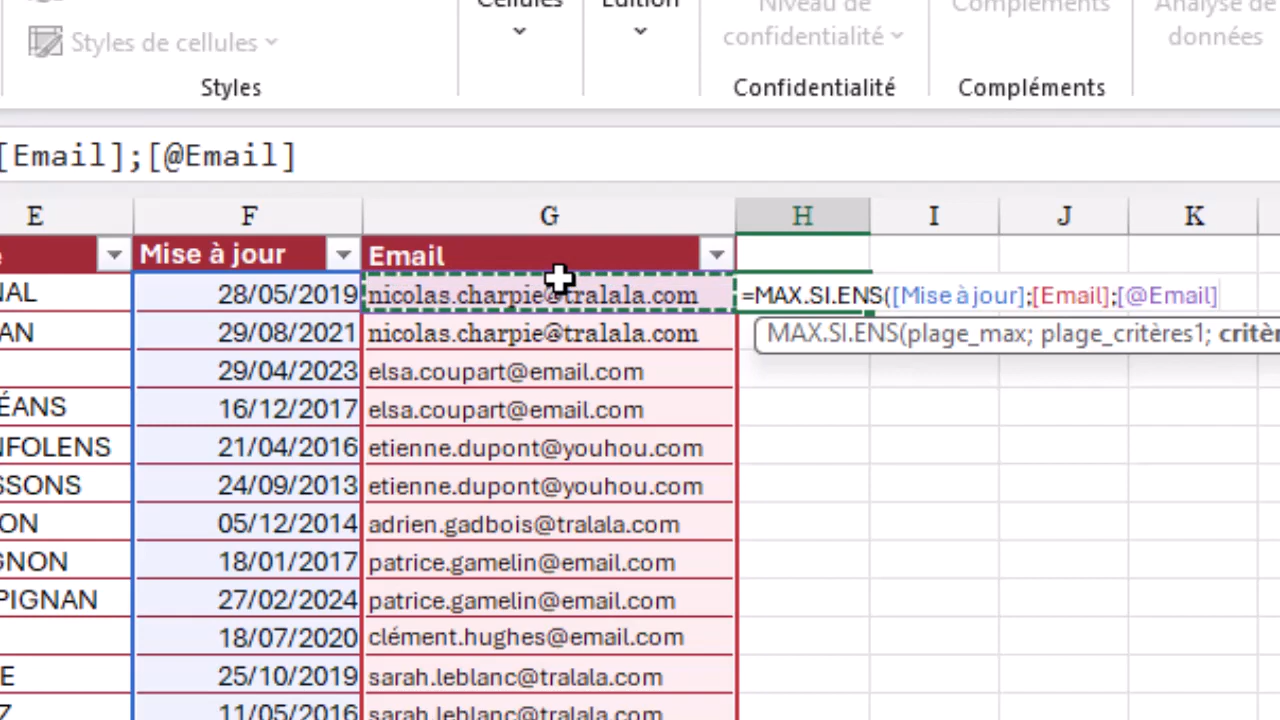 Cellules
Édition
Niveau de
confidentialité
Compléments
Analyse de
données
Styles de cellules
Styles
Confidentialité
Compléments
[Email];[@Email]
E F G H I J K
Mise à jour Email
NAL 28/05/2019 nicolas.charpie@tralala.com =MAX.SI.ENS([Mise à jour];[Email];[@Email]
AN 29/08/2021 nicolas.charpie@tralala.com MAX.SI.ENS(plage_max; plage_critères1; critèr
29/04/2023 elsa.coupart@email.com
ÉANS 16/12/2017 elsa.coupart@email.com
NFOLENS 21/04/2016 etienne.dupont@youhou.com
SSONS 24/09/2013 etienne.dupont@youhou.com
ON 05/12/2014 adrien.gadbois@tralala.com
GNON 18/01/2017 patrice.gamelin@email.com
PIGNAN 27/02/2024 patrice.gamelin@email.com
18/07/2020 clément.hughes@email.com
E 25/10/2019 sarah.leblanc@tralala.com
Z 11/05/2016 sarah.leblanc@tralala.com